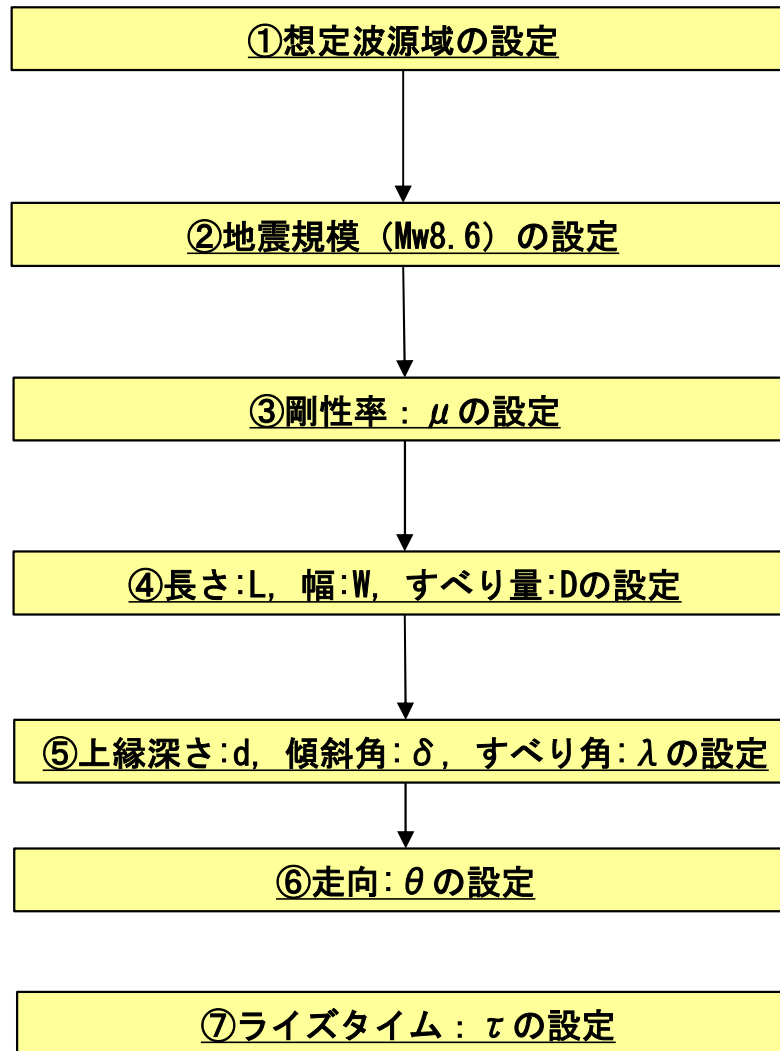 ①想定波源域の設定
②地震規模（Mw8.6）の設定
③剛性率：μの設定
④長さ:L, 幅:W, すべり量:Dの設定
⑤上縁深さ:d, 傾斜角:δ, すべり角:λの設定
⑥走向:θの設定
⑦ライズタイム：τの設定